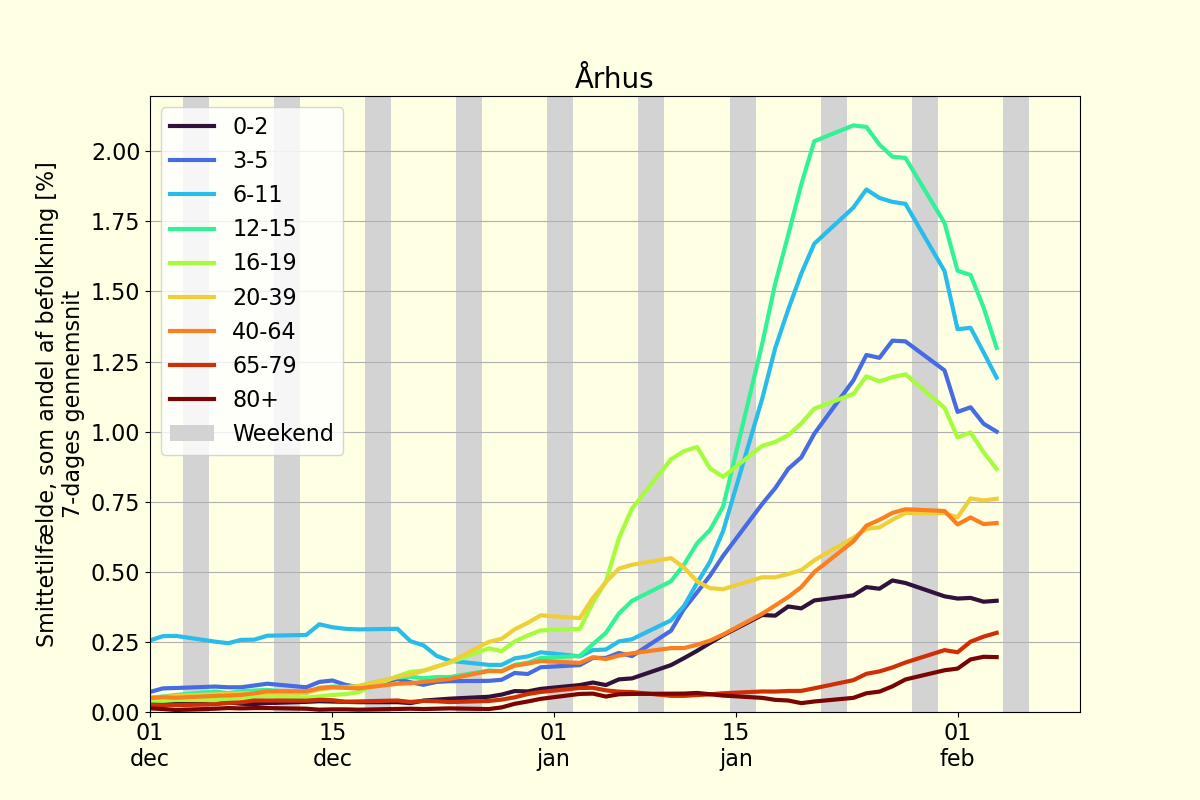 Århus
Smittetilfælde, som andel af befolkning [%]
7-dages gennemsnit
2.00
1.75
1.50
1.25
1.00
0.75
0.50
0.25
0.00
0-2
3-5
6-11
12-15
16-19
20-39
40-64
65-79
80+
Weekend
01
dec
15
dec
01
jan
15
jan
01
feb